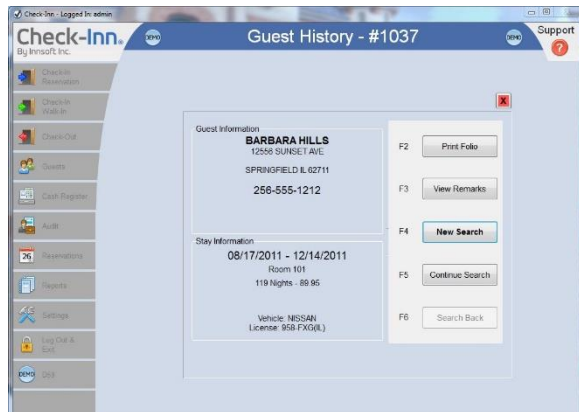 Check-Inn - Logged In: admin
Check-Inn.
By Innsoft Inc.
DEMO
Guest History - #1037
DEMO
Support
?
Check-In
Reservation
Check-In
Walk-In
Check-Out
Guests
Cash Register
Audit
26
Reservations
Reports
Settings
Log Out &
Exit
DEMO
X
Guest Information
BARBARA HILLS
12556 SUNSET AVE
SPRINGFIELD IL 62711
256-555-1212
Stay Information
08/17/2011 - 12/14/2011
Room 101
119 Nights - 89.95
Vehicle: NISSAN
License: 958-FXG(IL)
F2 Print Folio
F3 View Remarks
F4 New Search
F5 Continue Search
F6 Search Back